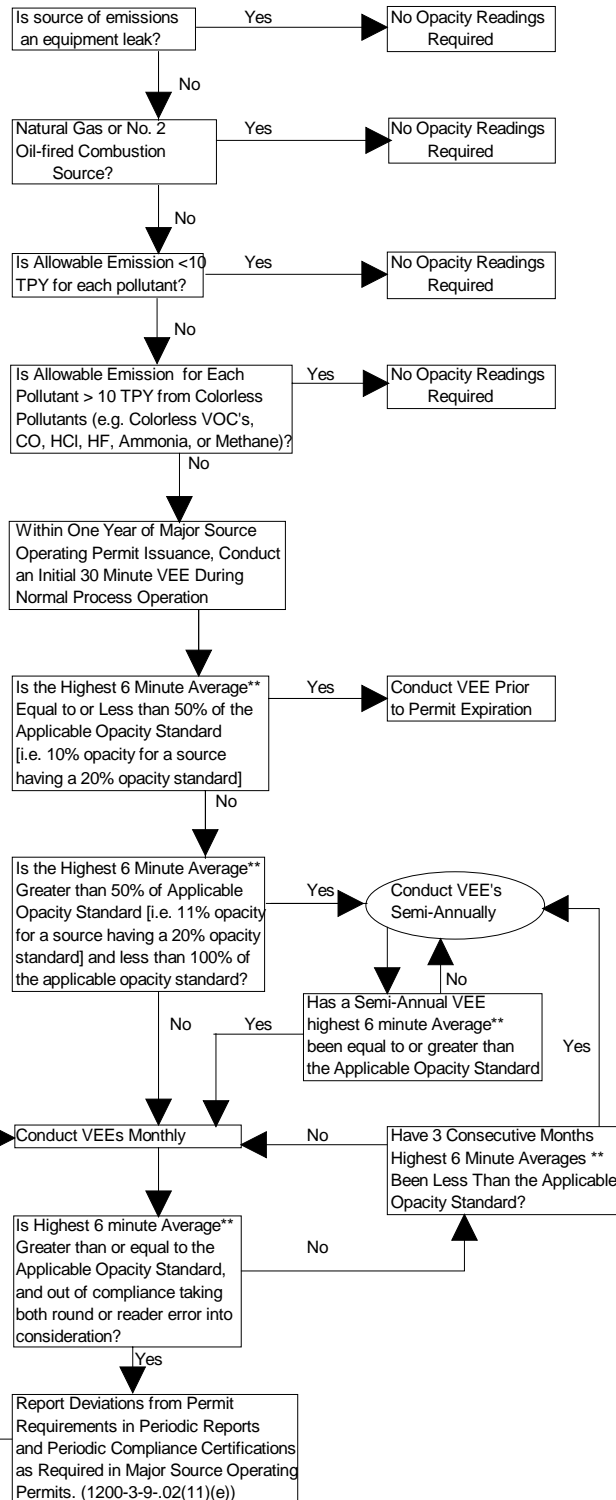 Is source of emissions
an equipment leak?
Yes
No Opacity Readings
Required
No
Natural Gas or No. 2
Oil-fired Combustion
Source?
Yes
No Opacity Readings
Required
No
Is Allowable Emission <10
TPY for each pollutant?
Yes
No Opacity Readings
Required
No
Is Allowable Emission for Each
Pollutant > 10 TPY from Colorless
Pollutants (e.g. Colorless VOC's,
CO, HCl, HF, Ammonia, or Methane)?
Yes
No Opacity Readings
Required
No
Within One Year of Major Source
Operating Permit Issuance, Conduct
an Initial 30 Minute VEE During
Normal Process Operation
Is the Highest 6 Minute Average**
Equal to or Less than 50% of the
Applicable Opacity Standard
[i.e. 10% opacity for a source
having a 20% opacity standard]
Yes
Conduct VEE Prior
to Permit Expiration
No
Is the Highest 6 Minute Average**
Greater than 50% of Applicable
Opacity Standard [i.e. 11% opacity
for a source having a 20% opacity
standard] and less than 100% of
the applicable opacity standard?
Yes
Conduct VEE's
Semi-Annually
No
Has a Semi-Annual VEE
highest 6 minute Average**
been equal to or greater than
the Applicable Opacity Standard
Yes
No
Yes
Conduct VEEs Monthly
No
Have 3 Consecutive Months
Highest 6 Minute Averages **
Been Less Than the Applicable
Opacity Standard?
Is Highest 6 minute Average**
Greater than or equal to the
Applicable Opacity Standard,
and out of compliance taking
both round or reader error into
consideration?
No
Yes
Report Deviations from Permit
Requirements in Periodic Reports
and Periodic Compliance Certifications
as Required in Major Source Operating
Permits. (1200-3-9-.02(11)(e))